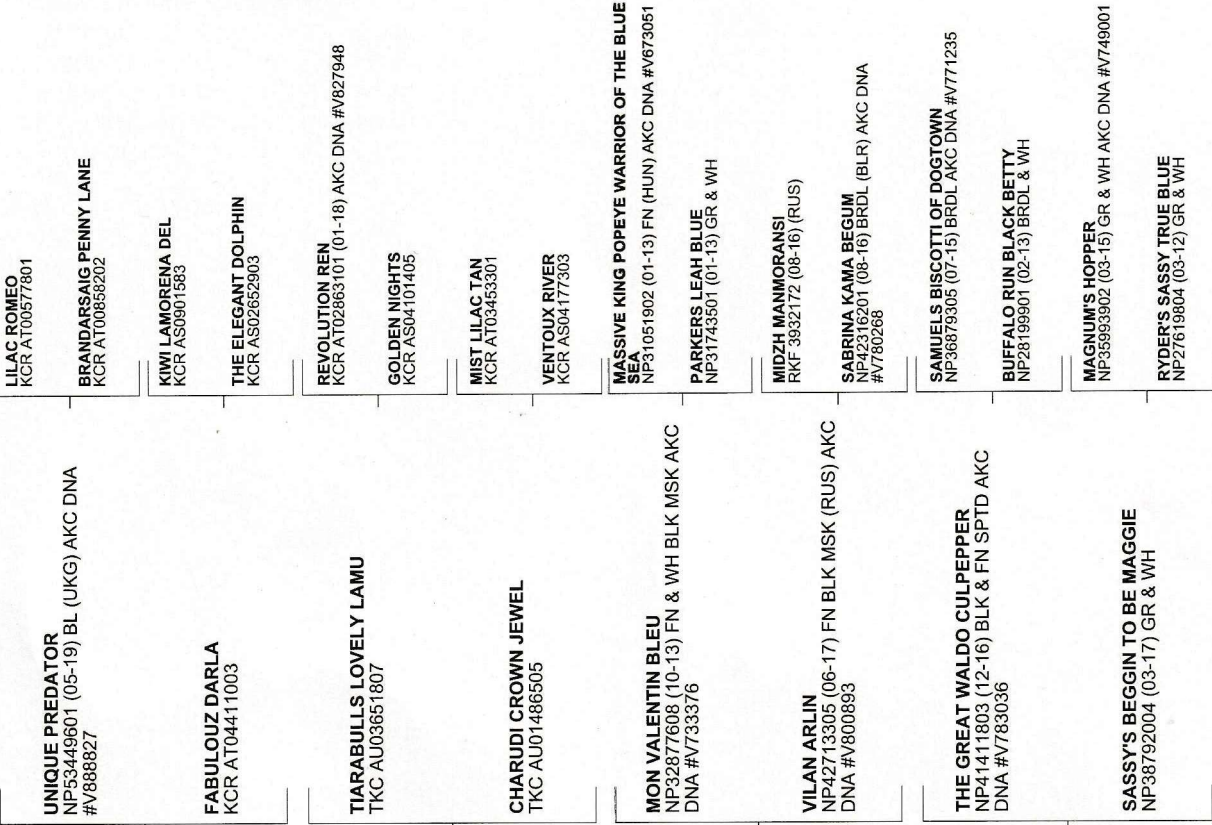 UNIQUE PREDATOR
NP53449601 (05-19) BL (UKG) AKC DNA
#V888827
FABULOUZ DARLA
KCR AT04411003
TIARABULLS LOVELY LAMU
TKC AU03651807
CHARUDI CROWN JEWEL
TKC AU01486505
MON VALENTIN BLEU
NP32877608 (10-13) FN & WH BLK MSK AKC
DNA #V733376
VILAN ARLIN
NP42713305 (06-17) FN BLK MSK (RUS) AKC
DNA #V800893
THE GREAT WALDO CULPEPPER
NP41411803 (12-16) BLK & FN SPTD AKC
DNA #V783036
SASSY'S BEGGIN TO BE MAGGIE
NP38792004 (03-17) GR & WH
LILAC ROMEO
KCR AT00577801
BRANDARSAIG PENNY LANE
KCR AT00858202
KIWI LAMORENA DEL
KCR AS00901583
THE ELEGANT DOLPHIN
KCR AS02652903
REVOLUTION REN
KCR AT02863101 (01-18) AKC DNA #V827948
GOLDEN NIGHTS
KCR AS04101405
MIST LILAC TAN
KCR AT03453301
VENTOUX RIVER
KCR AS04177303
MASSIVE KING POPEYE WARRIOR OF THE BLUE
SEA
NP31051902 (01-13) FN (HUN) AKC DNA #V673051
PARKERS LEAH BLUE
NP31743501 (01-13) GR & WH
MIDZH MANMORANSI
RKF 3932172 (08-16) (RUS)
SABRINA KAMA BEGUM
NP42316201 (08-16) BRDL (BLR) AKC DNA
#V780268
SAMUELS BISCOTTI OF DOGTOWN
NP36879305 (07-15) BRDL AKC DNA #V771235
BUFFALO RUN BLACK BETTY
NP28199901 (02-13) BRDL & WH
MAGNUM'S HOPPER
NP35993902 (03-15) GR & WH AKC DNA #V749001
RYDER'S SASSY TRUE BLUE
NP27619804 (03-12) GR & WH